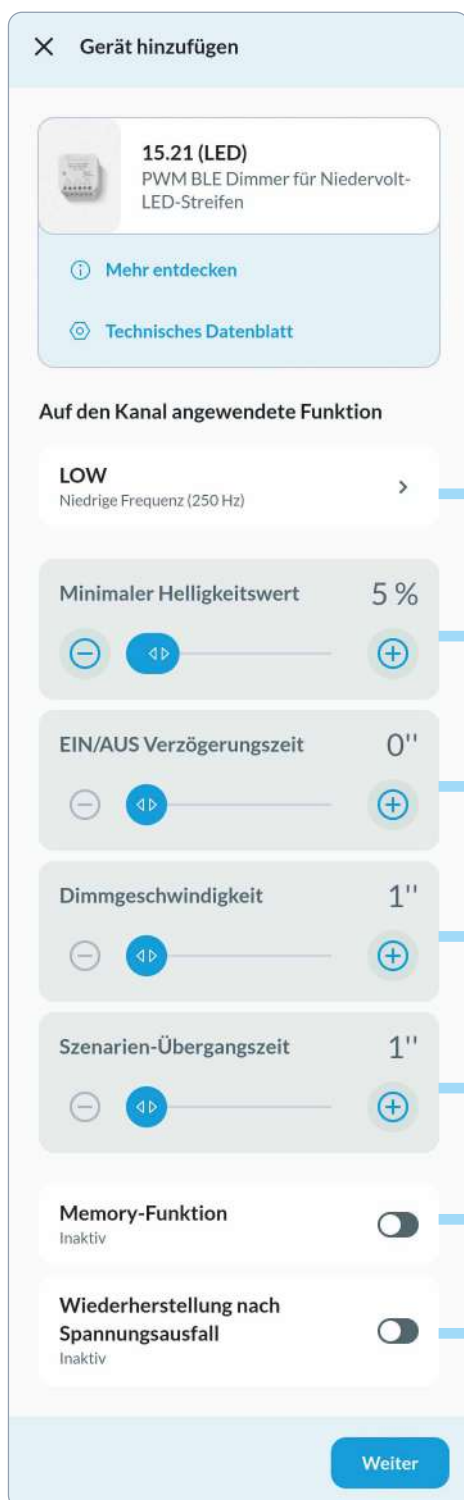 Gerät hinzufügen
15.21 (LED)
PWM BLE Dimmer für Niedervolt-
LED-Streifen
Mehr entdecken
Technisches Datenblatt
Auf den Kanal angewendete Funktion
LOW
Niedrige Frequenz (250 Hz)
Minimaler Helligkeitswert 5 %
EIN/AUS Verzögerungszeit 0''
Dimmgeschwindigkeit 1''
Szenarien-Übergangszeit 1''
Memory-Funktion
Inaktiv
Wiederherstellung nach
Spannungsausfall
Inaktiv
Weiter